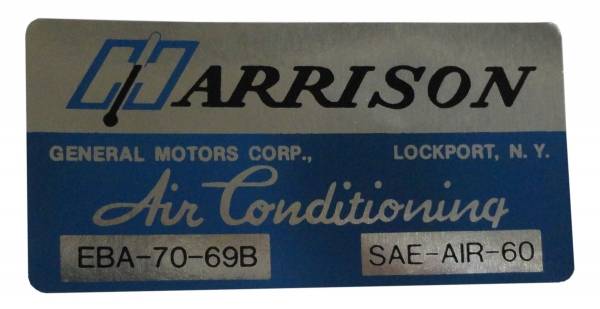 HARRISON
GENERAL MOTORS CORP., LOCKPORT, N. Y.
Air Conditioning
EBA-70-69B SAE-AIR-60